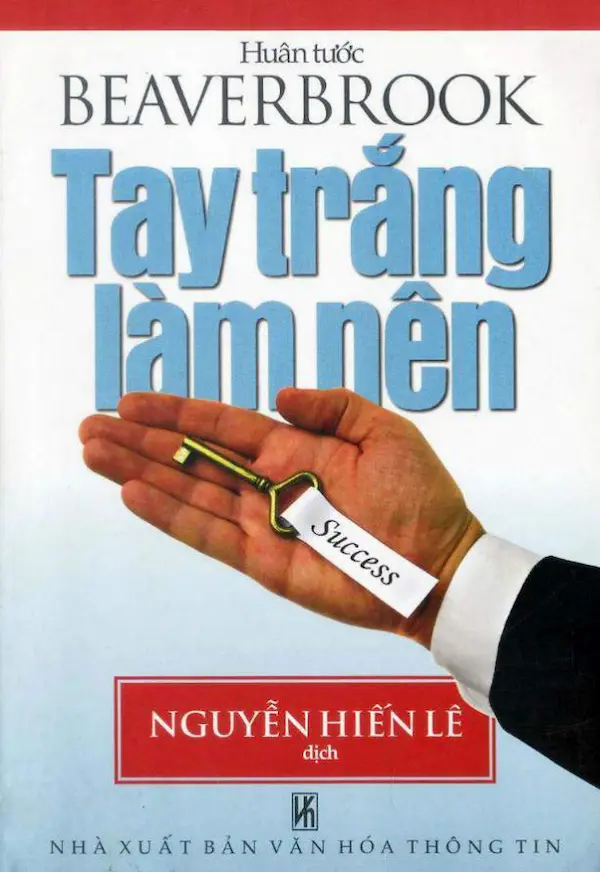 Huân tước
BEAVERBROOK
Tay trắng
làm nên
Success
NGUYỄN HIẾN LÊ
dịch
NHÀ XUẤT BẢN VĂN HÓA THÔNG TIN